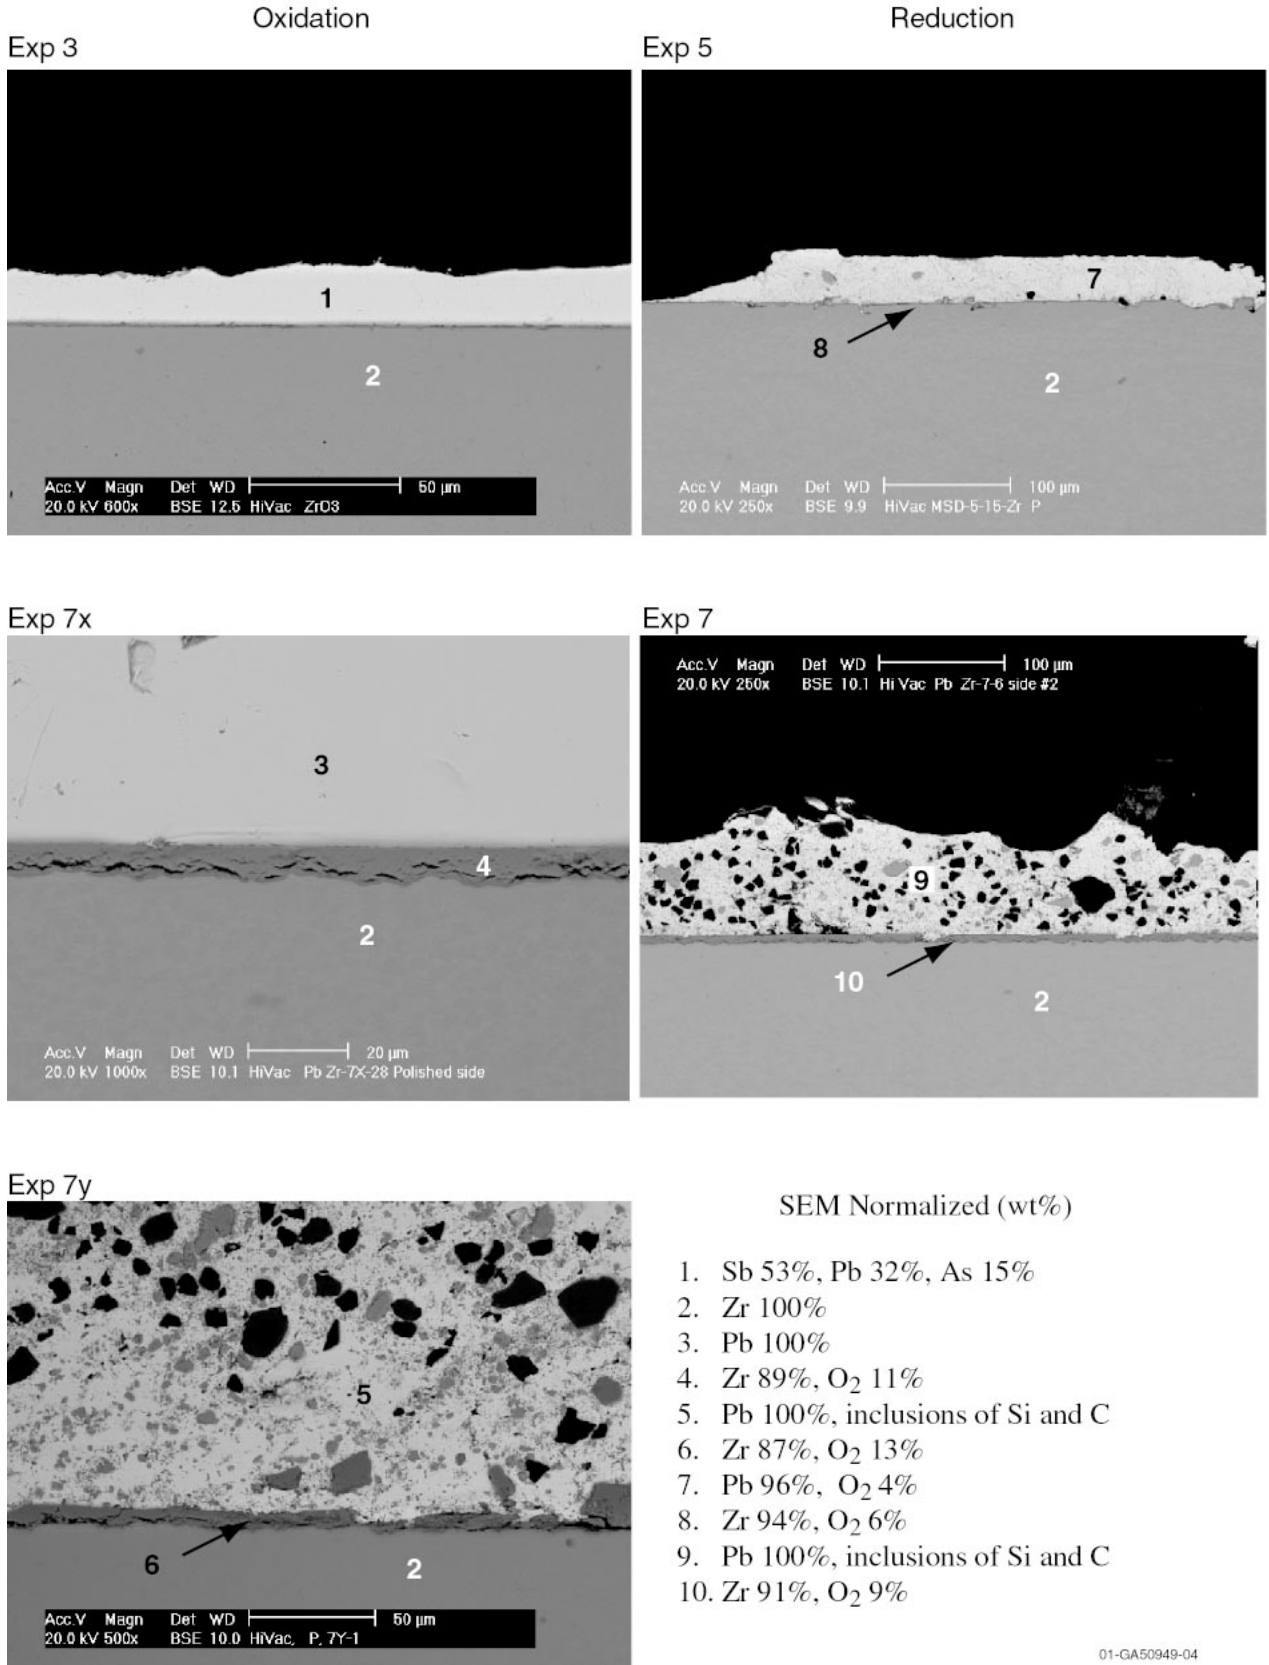 Oxidation
Reduction
Exp 3
Exp 5
1
2
Acc.V Magn Det WD 50 µm
20.0 kV 600x BSE 12.5 HiVac ZrO3
7
8
2
Acc.V Magn Det WD 100 µm
20.0 kV 250x BSE 9.9 HiVac MSD-5-15-Zr P
Exp 7x
Exp 7
3
4
2
Acc.V Magn Det WD 20 µm
20.0 kV 1000x BSE 10.1 HiVac Pb Zr-7X-28 Polished side
Acc.V Magn Det WD 100 µm
20.0 kV 250x BSE 10.1 Hi Vac Pb Zr-7-6 side #2
9
10
2
Exp 7y
5
6
2
Acc.V Magn Det WD 50 µm
20.0 kV 500x BSE 10.0 HiVac, P, 7Y-1
SEM Normalized (wt%)
1. Sb 53%, Pb 32%, As 15%
2. Zr 100%
3. Pb 100%
4. Zr 89%, O2 11%
5. Pb 100%, inclusions of Si and C
6. Zr 87%, O2 13%
7. Pb 96%, O2 4%
8. Zr 94%, O2 6%
9. Pb 100%, inclusions of Si and C
10. Zr 91%, O2 9%
01-GA50949-04